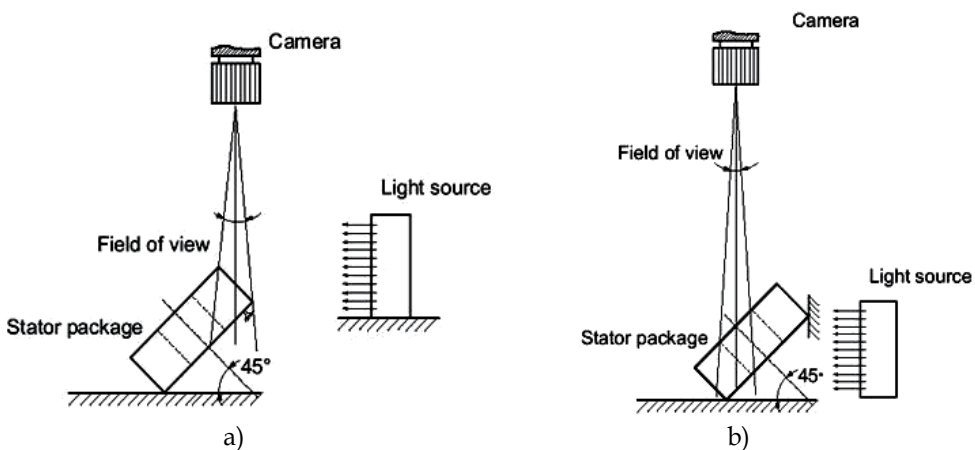 Camera
Field of view
Light source
Stator package
45°
a)
Camera
Field of view
Light source
Stator package
45°
b)